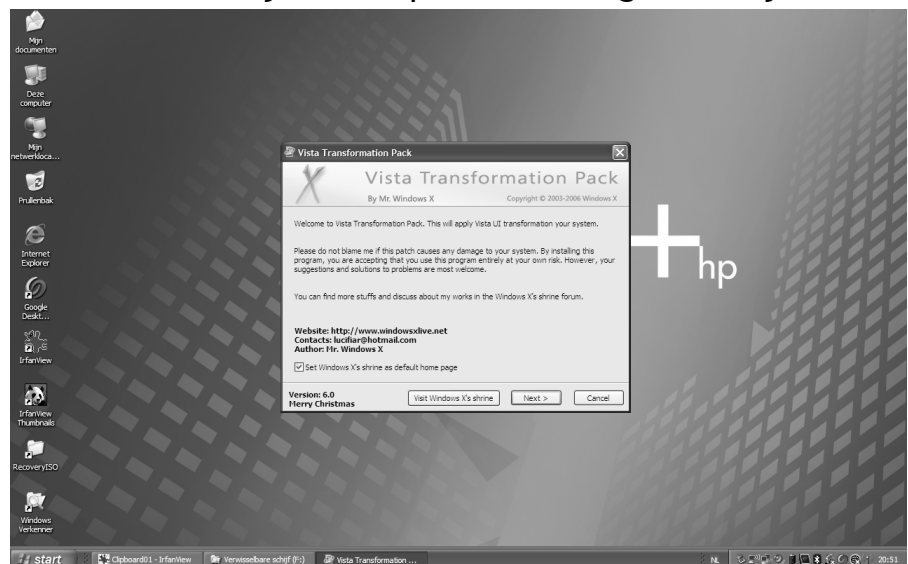 Mijn
documenten
Deze
computer
Mijn
netwerkloca...
Prullenbak
Internet
Explorer
Google
Deskt...
IrfanView
IrfanView
Thumbnails
RecoveryISO
Windows
Verkenner
Vista Transformation Pack
Vista Transformation Pack
By Mr. Windows X
Copyright © 2003-2006 Windows X
Welcome to Vista Transformation Pack. This will apply Vista UI transformation your system.
Please do not blame me if this patch causes any damage to your system. By installing this
program, you are accepting that you use this program entirely at your own risk. However, your
suggestions and solutions to problems are most welcome.
You can find more stuffs and discuss about my works in the Windows X's shrine forum.
Website: http://www.windowsxlive.net
Contacts: lucifiar@hotmail.com
Author: Mr. Windows X
Set Windows X's shrine as default home page
Version: 6.0
Merry Christmas
Visit Windows X's shrine
Next >
Cancel
hp
start
Clipboard01 - IrfanView
Verwisselbare schijf (F:)
Vista Transformation ...
NL
20:51